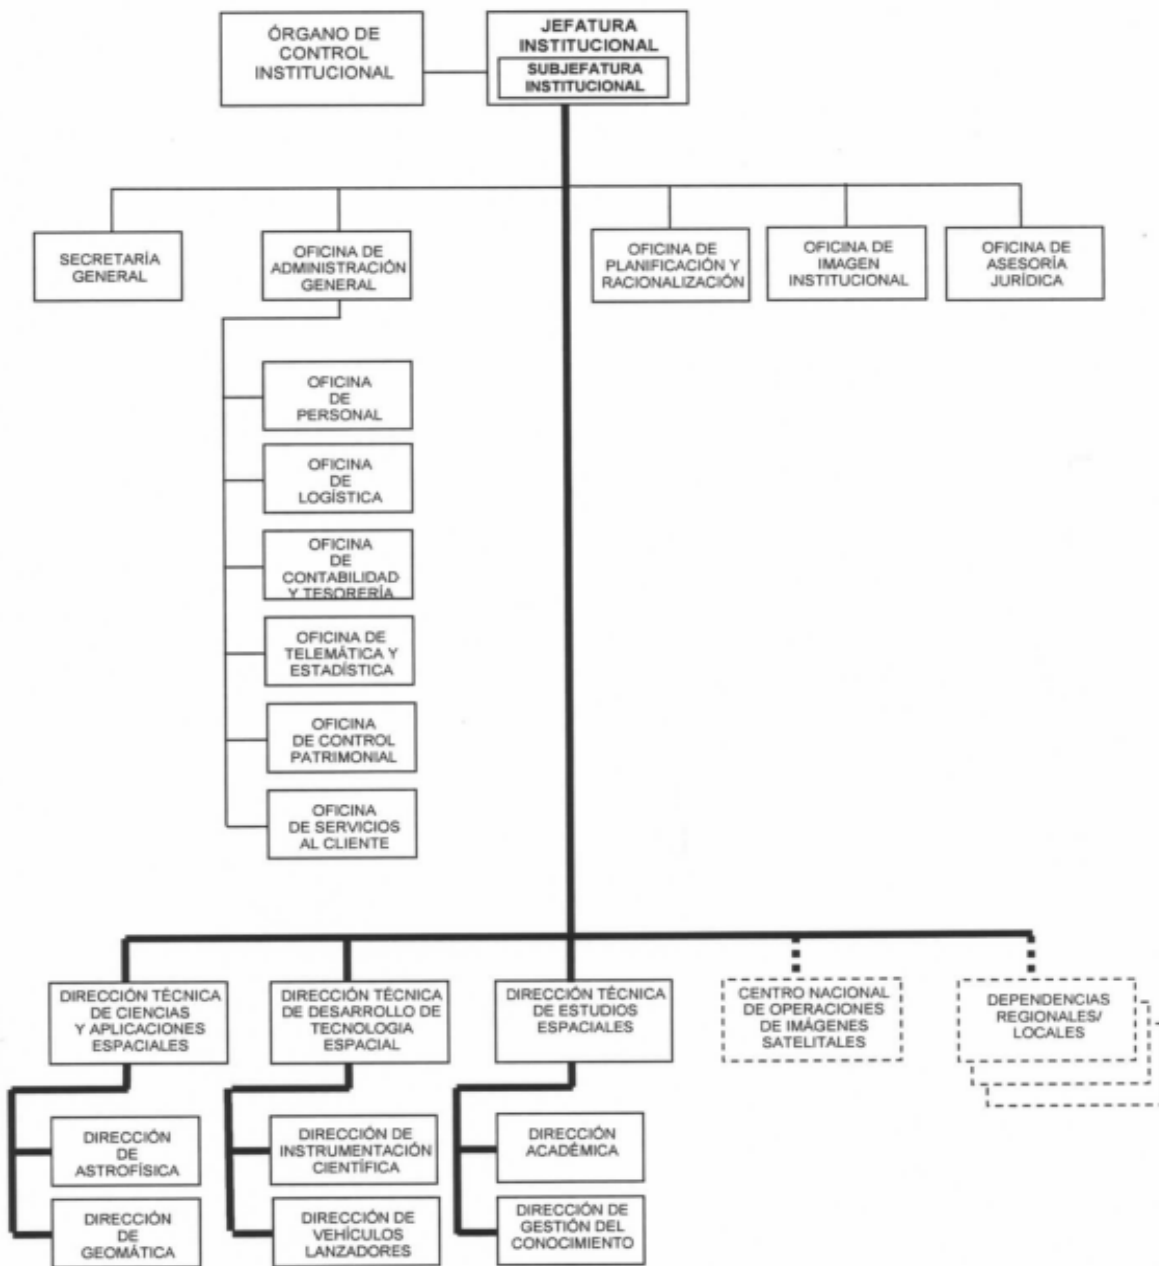 ÓRGANO DE
CONTROL
INSTITUCIONAL
JEFATURA
INSTITUCIONAL
SUBJEFATURA
INSTITUCIONAL
SECRETARÍA
GENERAL
OFICINA DE
ADMINISTRACIÓN
GENERAL
OFICINA DE
PLANIFICACIÓN Y
RACIONALIZACIÓN
OFICINA DE
IMAGEN
INSTITUCIONAL
OFICINA DE
ASESORÍA
JURÍDICA
OFICINA
DE
PERSONAL
OFICINA
DE
LOGÍSTICA
OFICINA
DE
CONTABILIDAD
Y TESORERÍA
OFICINA DE
TELEMÁTICA Y
ESTADÍSTICA
OFICINA
DE CONTROL
PATRIMONIAL
OFICINA
DE SERVICIOS
AL CLIENTE
DIRECCIÓN TÉCNICA
DE CIENCIAS
Y APLICACIONES
ESPACIALES
DIRECCIÓN TÉCNICA
DE DESARROLLO DE
TECNOLOGIA
ESPACIAL
DIRECCIÓN TÉCNICA
DE ESTUDIOS
ESPACIALES
CENTRO NACIONAL
DE OPERACIONES
DE IMÁGENES
SATELITALES
DEPENDENCIAS
REGIONALES/
LOCALES
DIRECCIÓN
DE
ASTROFÍSICA
DIRECCIÓN
DE
GEOMÁTICA
DIRECCIÓN DE
INSTRUMENTACIÓN
CIENTÍFICA
DIRECCIÓN DE
VEHÍCULOS
LANZADORES
DIRECCIÓN
ACADÉMICA
DIRECCIÓN DE
GESTIÓN DEL
CONOCIMIENTO